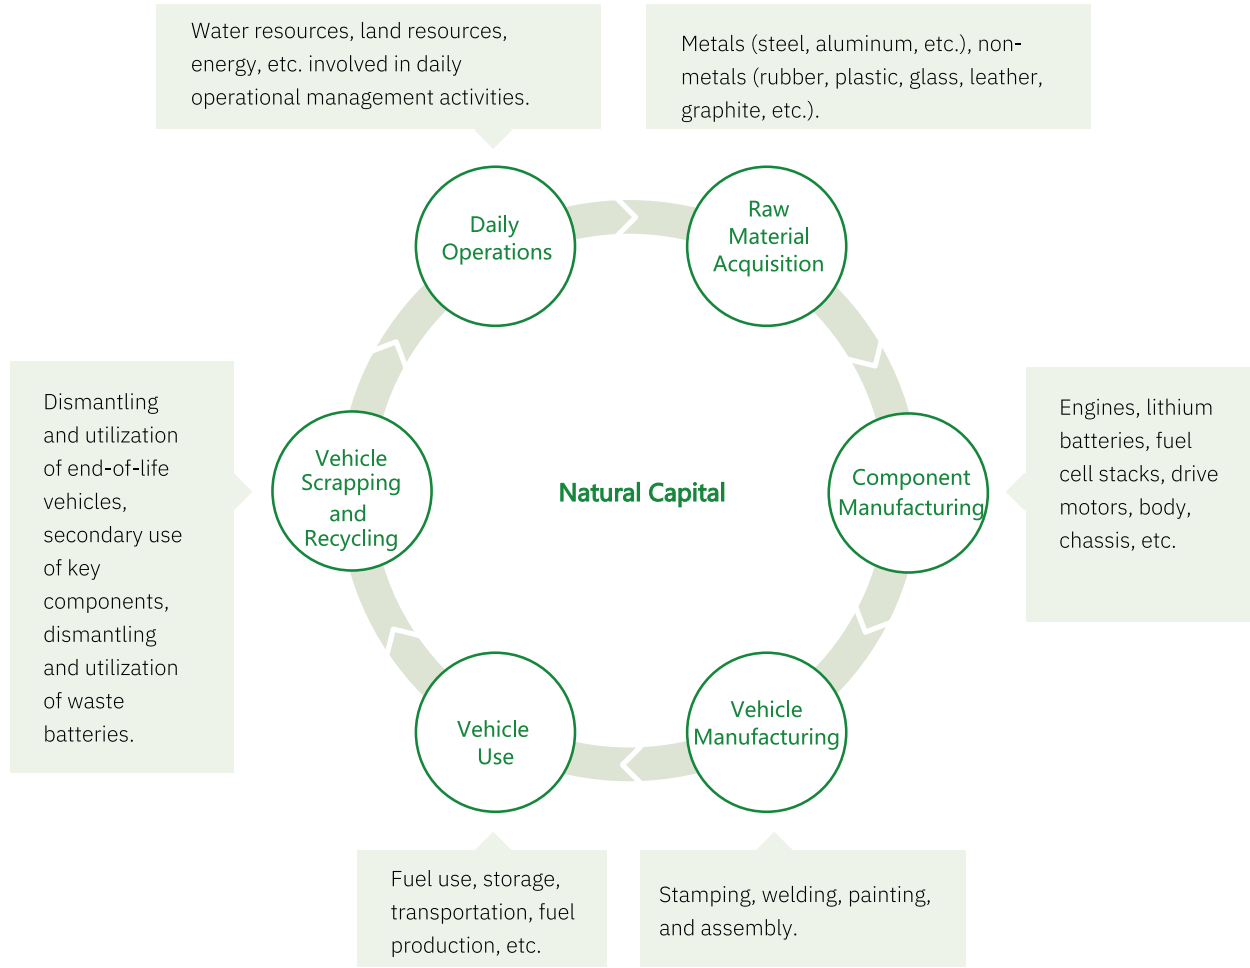 Water resources, land resources,
energy, etc. involved in daily
operational management activities.
Metals (steel, aluminum, etc.), non-
metals (rubber, plastic, glass, leather,
graphite, etc.).
Daily
Operations
Raw
Material
Acquisition
Dismantling
and utilization
of end-of-life
vehicles,
secondary use
of key
components,
dismantling
and utilization
of waste
batteries.
Vehicle
Scrapping
and
Recycling
Natural Capital
Component
Manufacturing
Engines, lithium
batteries, fuel
cell stacks, drive
motors, body,
chassis, etc.
Vehicle
Use
Vehicle
Manufacturing
Fuel use, storage,
transportation, fuel
production, etc.
Stamping, welding, painting,
and assembly.